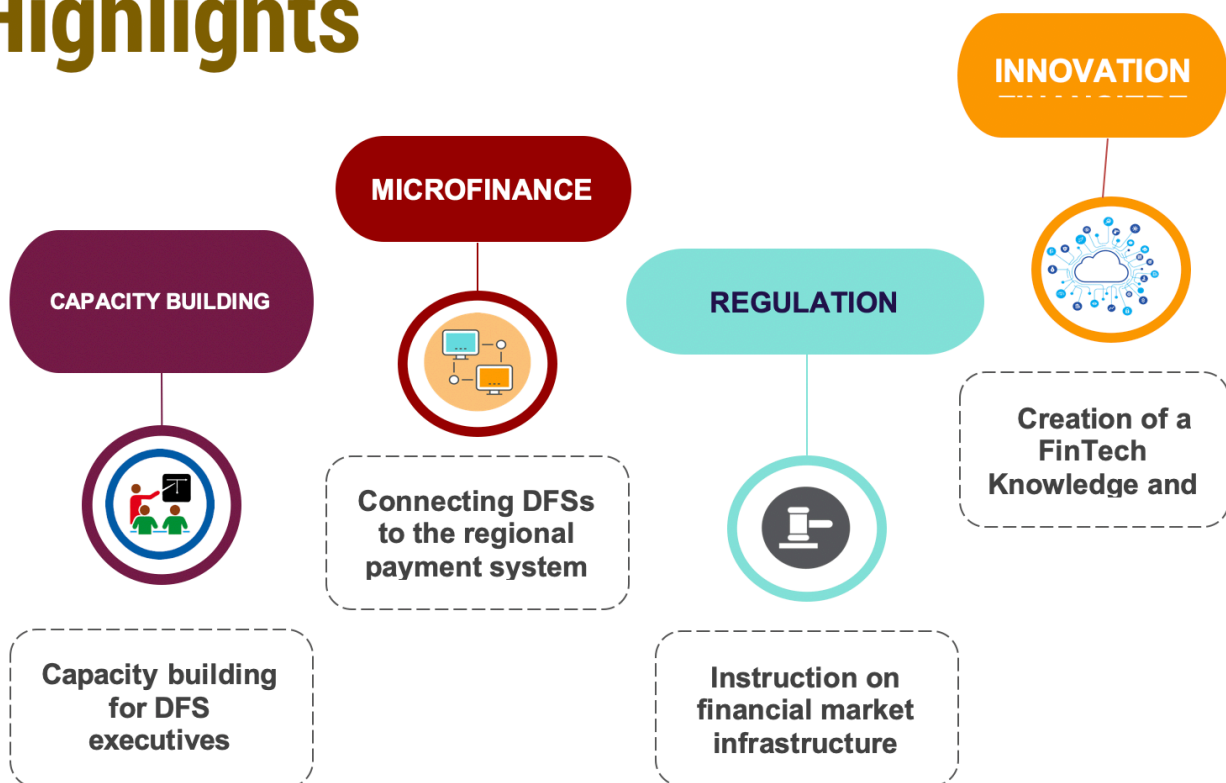 Highlights
CAPACITY BUILDING
Capacity building
for DFS
executives
MICROFINANCE
Connecting DFSs
to the regional
payment system
REGULATION
Instruction on
financial market
infrastructure
INNOVATION
Creation of a
FinTech
Knowledge and